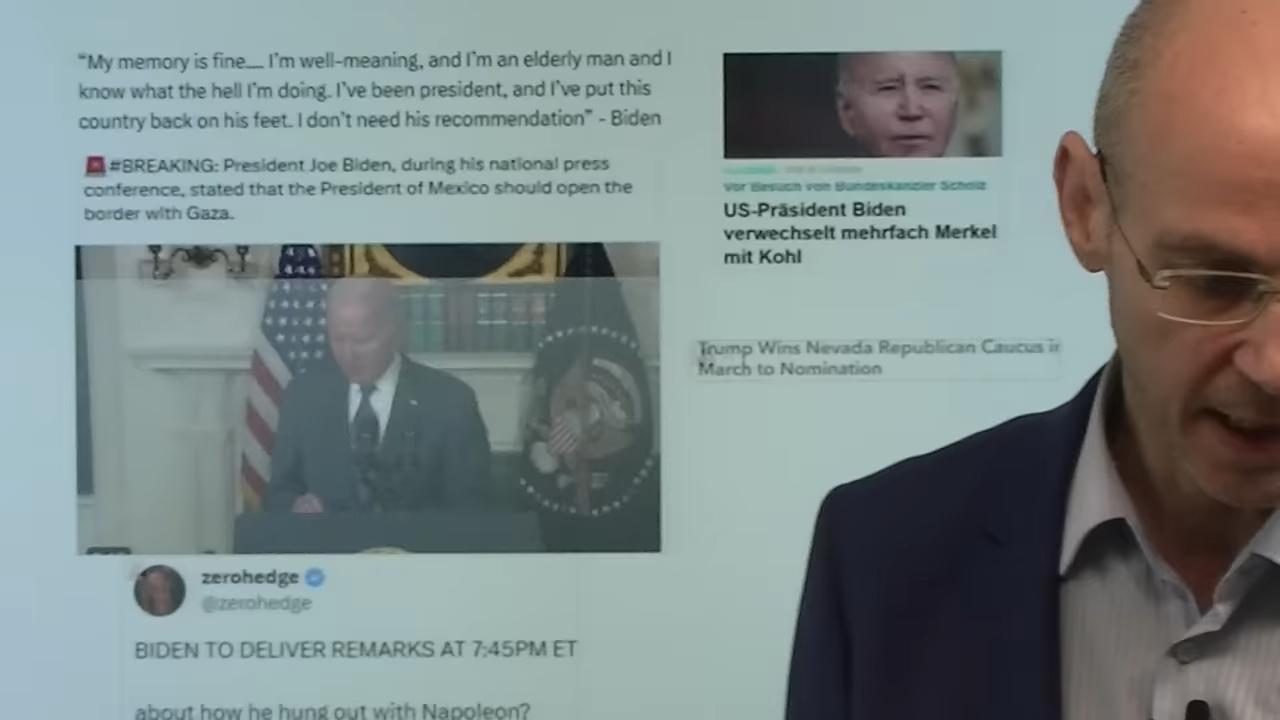 “My memory is fine.... I'm well-meaning, and I'm an elderly man and I
know what the hell I'm doing. I've been president, and I've put this
country back on his feet. I don't need his recommendation” - Biden
🚨#BREAKING: President Joe Biden, during his national press
conference, stated that the President of Mexico should open the
border with Gaza.
Vor Besuch von Bundeskanzler Scholz
US-Präsident Biden
verwechselt mehrfach Merkel
mit Kohl
Trump Wins Nevada Republican Caucus in
March to Nomination
zerohedge
@zerohedge
BIDEN TO DELIVER REMARKS AT 7:45PM ET
about how he hung out with Napoleon?